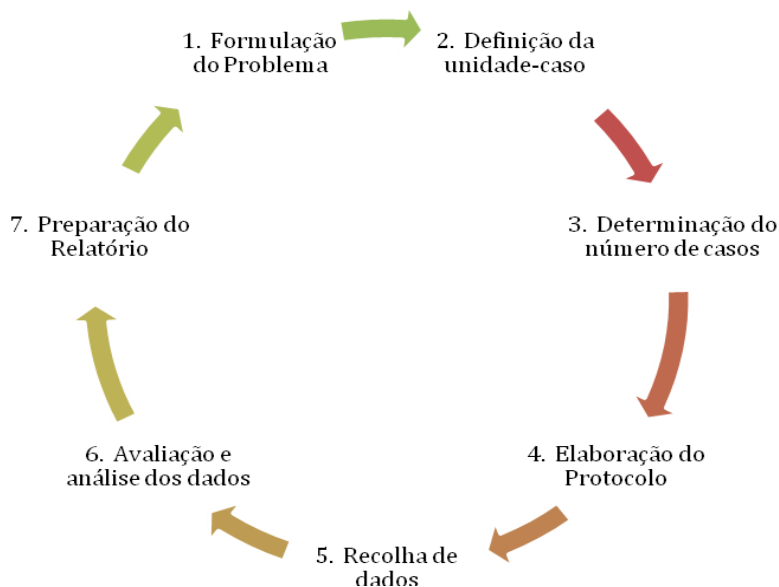 1. Formulação
do Problema
2. Definição da
unidade-caso
3. Determinação do
número de casos
4. Elaboração do
Protocolo
5. Recolha de
dados
6. Avaliação e
análise dos dados
7. Preparação do
Relatório